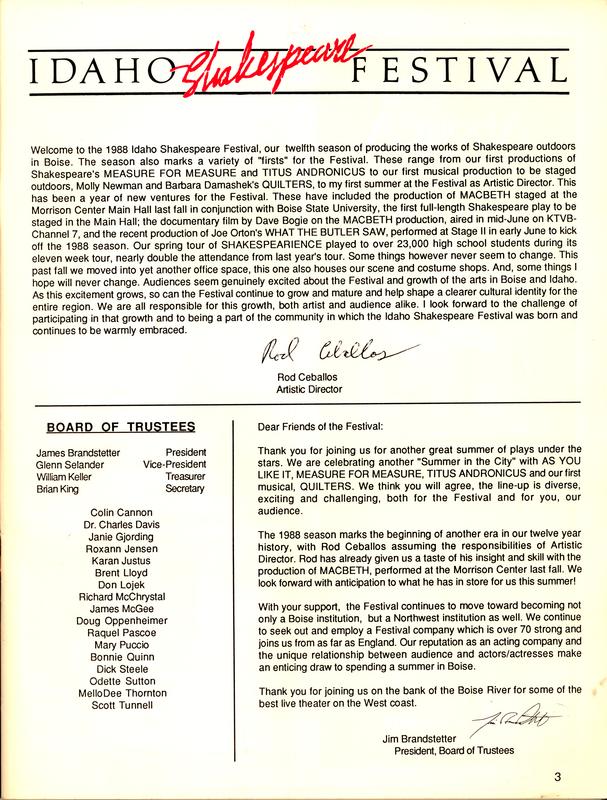 IDAHO Shakespeare FESTIVAL
Welcome to the 1988 Idaho Shakespeare Festival, our twelfth season of producing the works of Shakespeare outdoors
in Boise. The season also marks a variety of "firsts" for the Festival. These range from our first productions of
Shakespeare's MEASURE FOR MEASURE and TITUS ANDRONICUS to our first musical production to be staged
outdoors, Molly Newman and Barbara Damashek's QUILTERS, to my first summer at the Festival as Artistic Director. This
has been a year of new ventures for the Festival. These have included the production of MACBETH staged at the
Morrison Center Main Hall last fall in conjunction with Boise State University, the first full-length Shakespeare play to be
staged in the Main Hall; the documentary film by Dave Bogie on the MACBETH production, aired in mid-June on KTVB-
Channel 7, and the recent production of Joe Orton's WHAT THE BUTLER SAW, performed at Stage II in early June to kick
off the 1988 season. Our spring tour of SHAKESPEARIENCE played to over 23,000 high school students during its
eleven week tour, nearly double the attendance from last year's tour. Some things however never seem to change. This
past fall we moved into yet another office space, this one also houses our scene and costume shops. And, some things I
hope will never change. Audiences seem genuinely excited about the Festival and growth of the arts in Boise and Idaho.
As this excitement grows, so can the Festival continue to grow and mature and help shape a clearer cultural identity for the
entire region. We are all responsible for this growth, both artist and audience alike. I look forward to the challenge of
participating in that growth and to being a part of the community in which the Idaho Shakespeare Festival was born and
continues to be warmly embraced.
Rod Ceballos
Rod Ceballos
Artistic Director
BOARD OF TRUSTEES
James Brandstetter President
Glenn Selander Vice-President
William Keller Treasurer
Brian King Secretary
Colin Cannon
Dr. Charles Davis
Janie Gjording
Roxann Jensen
Karan Justus
Brent Lloyd
Don Lojek
Richard McChrystal
James McGee
Doug Oppenheimer
Raquel Pascoe
Mary Puccio
Bonnie Quinn
Dick Steele
Odette Sutton
MelloDee Thornton
Scott Tunnell
Dear Friends of the Festival:
Thank you for joining us for another great summer of plays under the
stars. We are celebrating another "Summer in the City" with AS YOU
LIKE IT, MEASURE FOR MEASURE, TITUS ANDRONICUS and our first
musical, QUILTERS. We think you will agree, the line-up is diverse,
exciting and challenging, both for the Festival and for you, our
audience.
The 1988 season marks the beginning of another era in our twelve year
history, with Rod Ceballos assuming the responsibilities of Artistic
Director. Rod has already given us a taste of his insight and skill with the
production of MACBETH, performed at the Morrison Center last fall. We
look forward with anticipation to what he has in store for us this summer!
With your support, the Festival continues to move toward becoming not
only a Boise institution, but a Northwest institution as well. We continue
to seek out and employ a Festival company which is over 70 strong and
joins us from as far as England. Our reputation as an acting company and
the unique relationship between audience and actors/actresses make
an enticing draw to spending a summer in Boise.
Thank you for joining us on the bank of the Boise River for some of the
best live theater on the West coast.
Jim Brandstetter
President, Board of Trustees
3